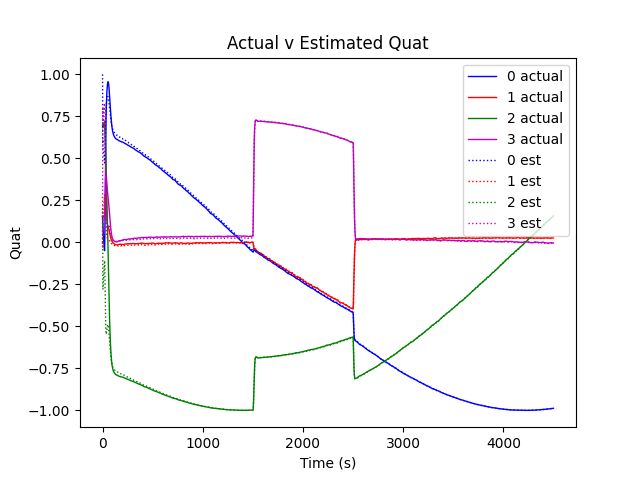 Actual v Estimated Quat
1.00
0.75
0.50
0.25
0.00
−0.25
−0.50
−0.75
−1.00
Quat
0 actual
1 actual
2 actual
3 actual
0 est
1 est
2 est
3 est
0 1000 2000 3000 4000
Time (s)